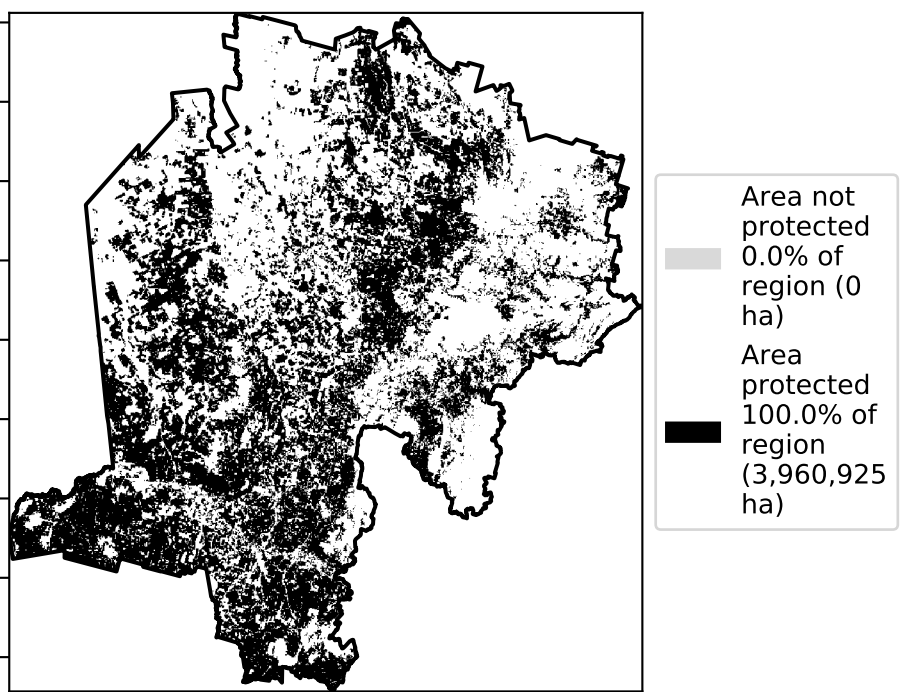 Area not
protected
0.0% of
region (0
ha)
Area
protected
100.0% of
region
(3,960,925
ha)